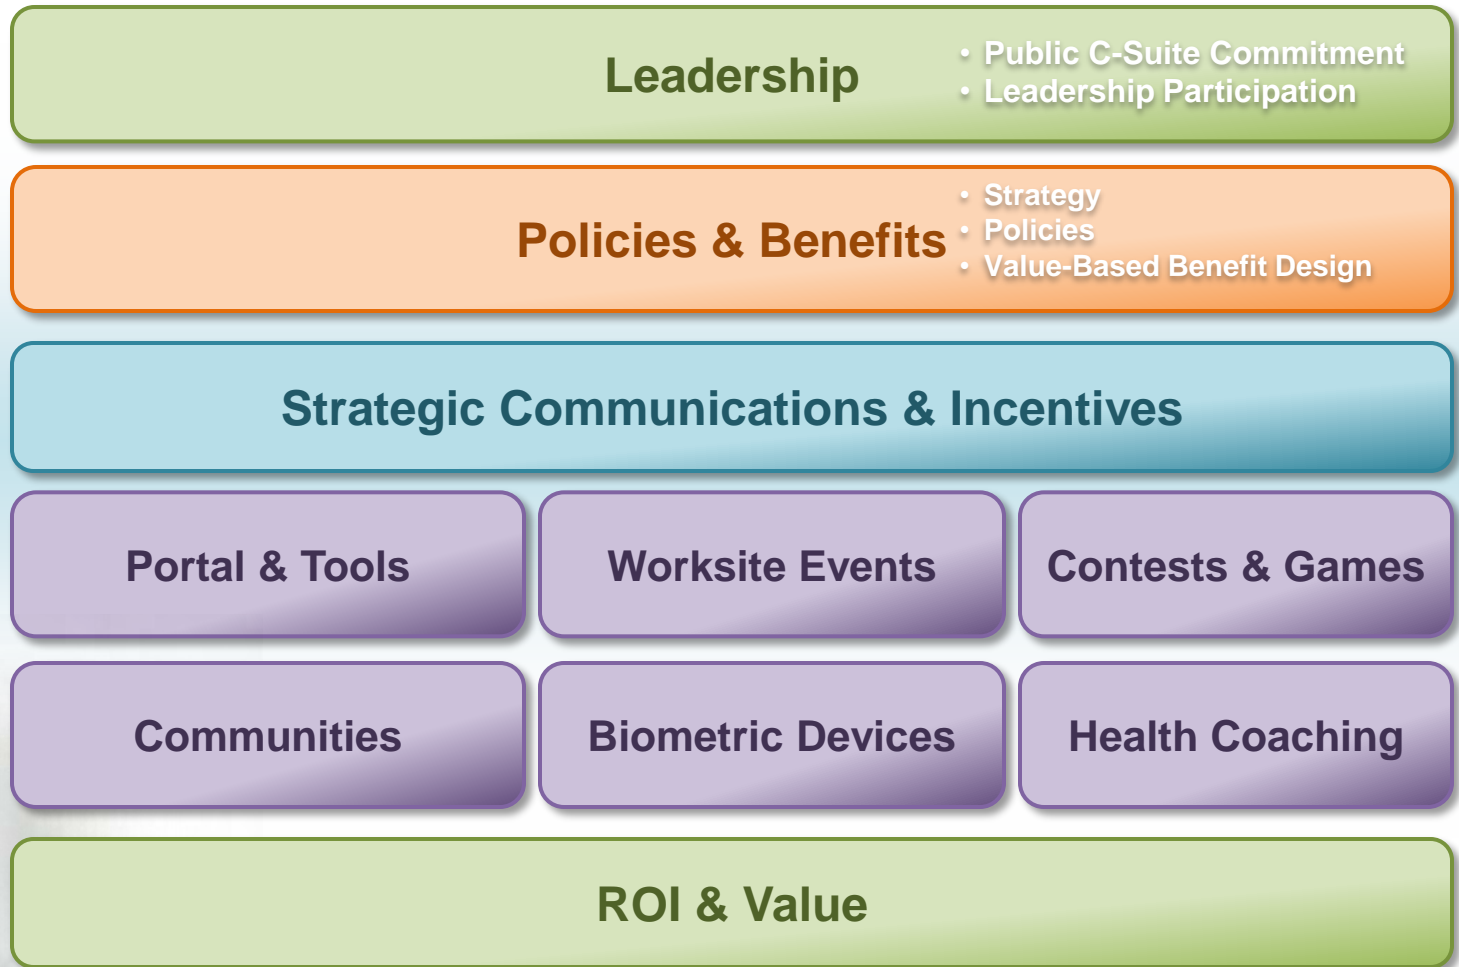 Leadership
• Public C-Suite Commitment
• Leadership Participation
Policies & Benefits
• Strategy
• Policies
• Value-Based Benefit Design
Strategic Communications & Incentives
Portal & Tools
Worksite Events
Contests & Games
Communities
Biometric Devices
Health Coaching
ROI & Value